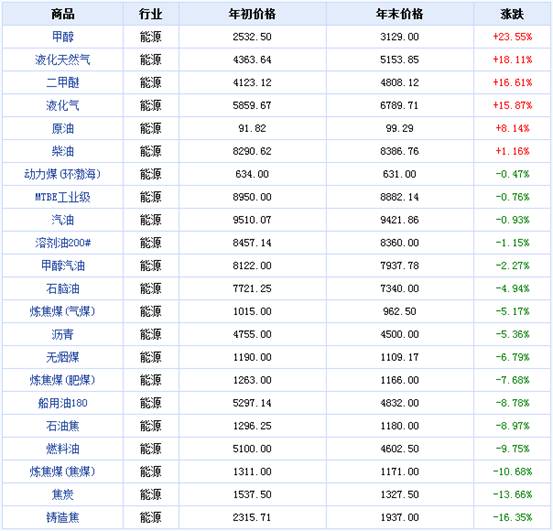 商品 行业 年初价格 年末价格 涨跌
甲醇 能源 2532.50 3129.00 +23.55%
液化天然气 能源 4363.64 5153.85 +18.11%
二甲醚 能源 4123.12 4808.12 +16.61%
液化气 能源 5859.67 6789.71 +15.87%
原油 能源 91.82 99.29 +8.14%
柴油 能源 8290.62 8386.76 +1.16%
动力煤(环渤海) 能源 634.00 631.00 -0.47%
MTBE工业级 能源 8950.00 8882.14 -0.76%
汽油 能源 9510.07 9421.86 -0.93%
溶剂油200# 能源 8457.14 8360.00 -1.15%
甲醇汽油 能源 8122.00 7937.78 -2.27%
石脑油 能源 7721.25 7340.00 -4.94%
炼焦煤(气煤) 能源 1015.00 962.50 -5.17%
沥青 能源 4755.00 4500.00 -5.36%
无烟煤 能源 1190.00 1109.17 -6.79%
炼焦煤(肥煤) 能源 1263.00 1166.00 -7.68%
船用油180 能源 5297.14 4832.00 -8.78%
石油焦 能源 1296.25 1180.00 -8.97%
燃料油 能源 5100.00 4602.50 -9.75%
炼焦煤(焦煤) 能源 1311.00 1171.00 -10.68%
焦炭 能源 1537.50 1327.50 -13.66%
铸造焦 能源 2315.71 1937.00 -16.35%